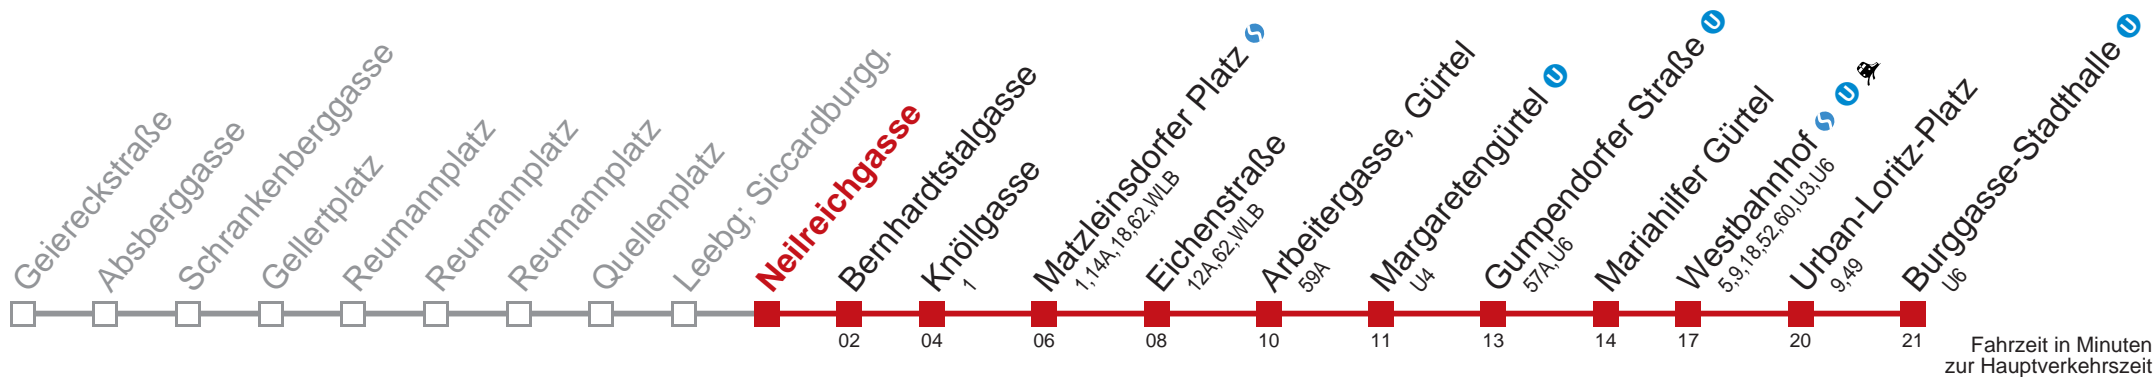 Geiereckstraße
Absberggasse
Schrankenberggasse
Gellertplatz
Reumannplatz
Reumannplatz
Reumannplatz
Quellenplatz
Leebg; Siccardburgg.
Neilreichgasse
Bernhardtstalgasse
02
Knöllgasse
1
04
Matzleinsdorfer Platz
1,14A,18,62,WLB
06
Eichenstraße
12A,62,WLB
08
Arbeitergasse, Gürtel
59A
10
Margaretengürtel U
U4
11
Gumpendorfer Straße U
57A,U6
13
Mariahilfer Gürtel
14
Westbahnhof U
5,9,18,52,60,U3,U6
17
Urban-Loritz-Platz
9,49
20
Burggasse-Stadthalle U
U6
21
Fahrzeit in Minuten
zur Hauptverkehrszeit